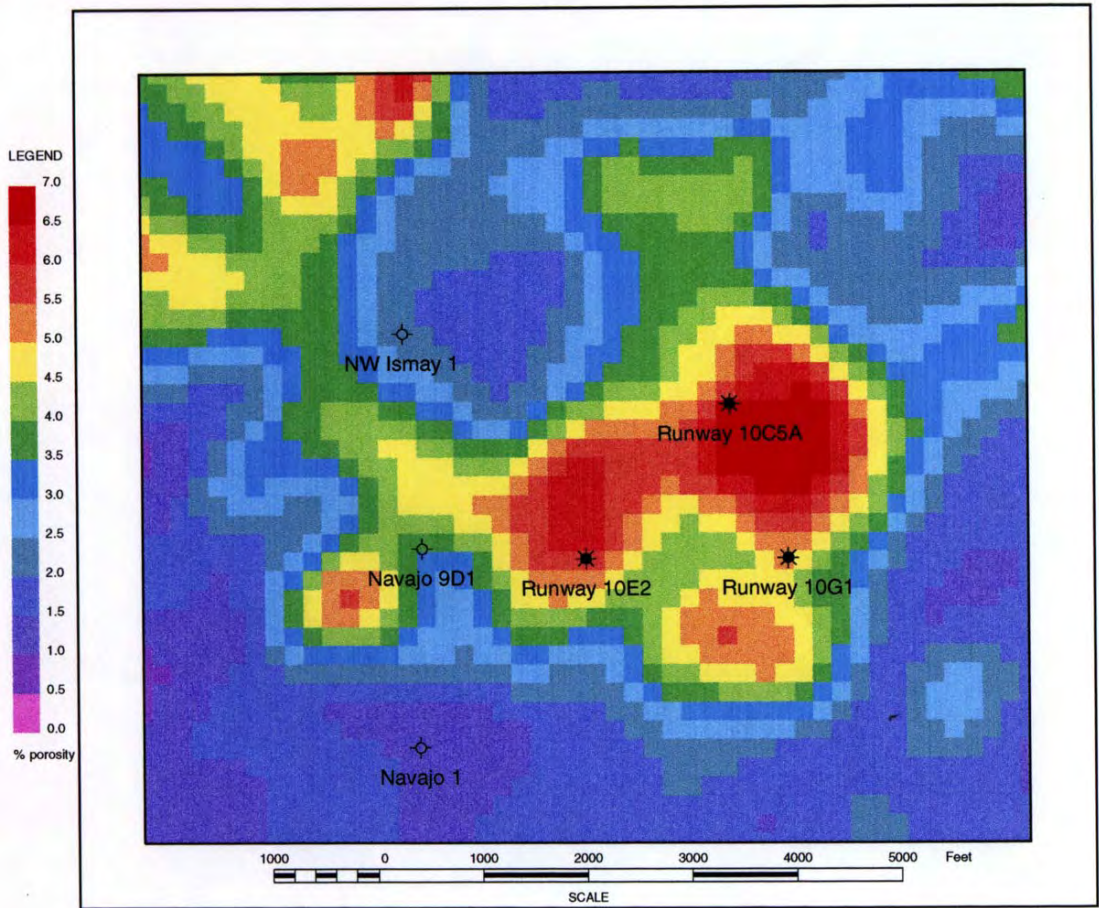 LEGEND
7.0
6.5
6.0
5.5
5.0
4.5
4.0
3.5
3.0
2.5
2.0
1.5
1.0
0.5
0.0
% porosity
NW Ismay 1
Runway 10C5A
Navajo 9D1
Runway 10E2
Runway 10G1
Navajo 1
1000 0 1000 2000 3000 4000 5000 Feet
SCALE